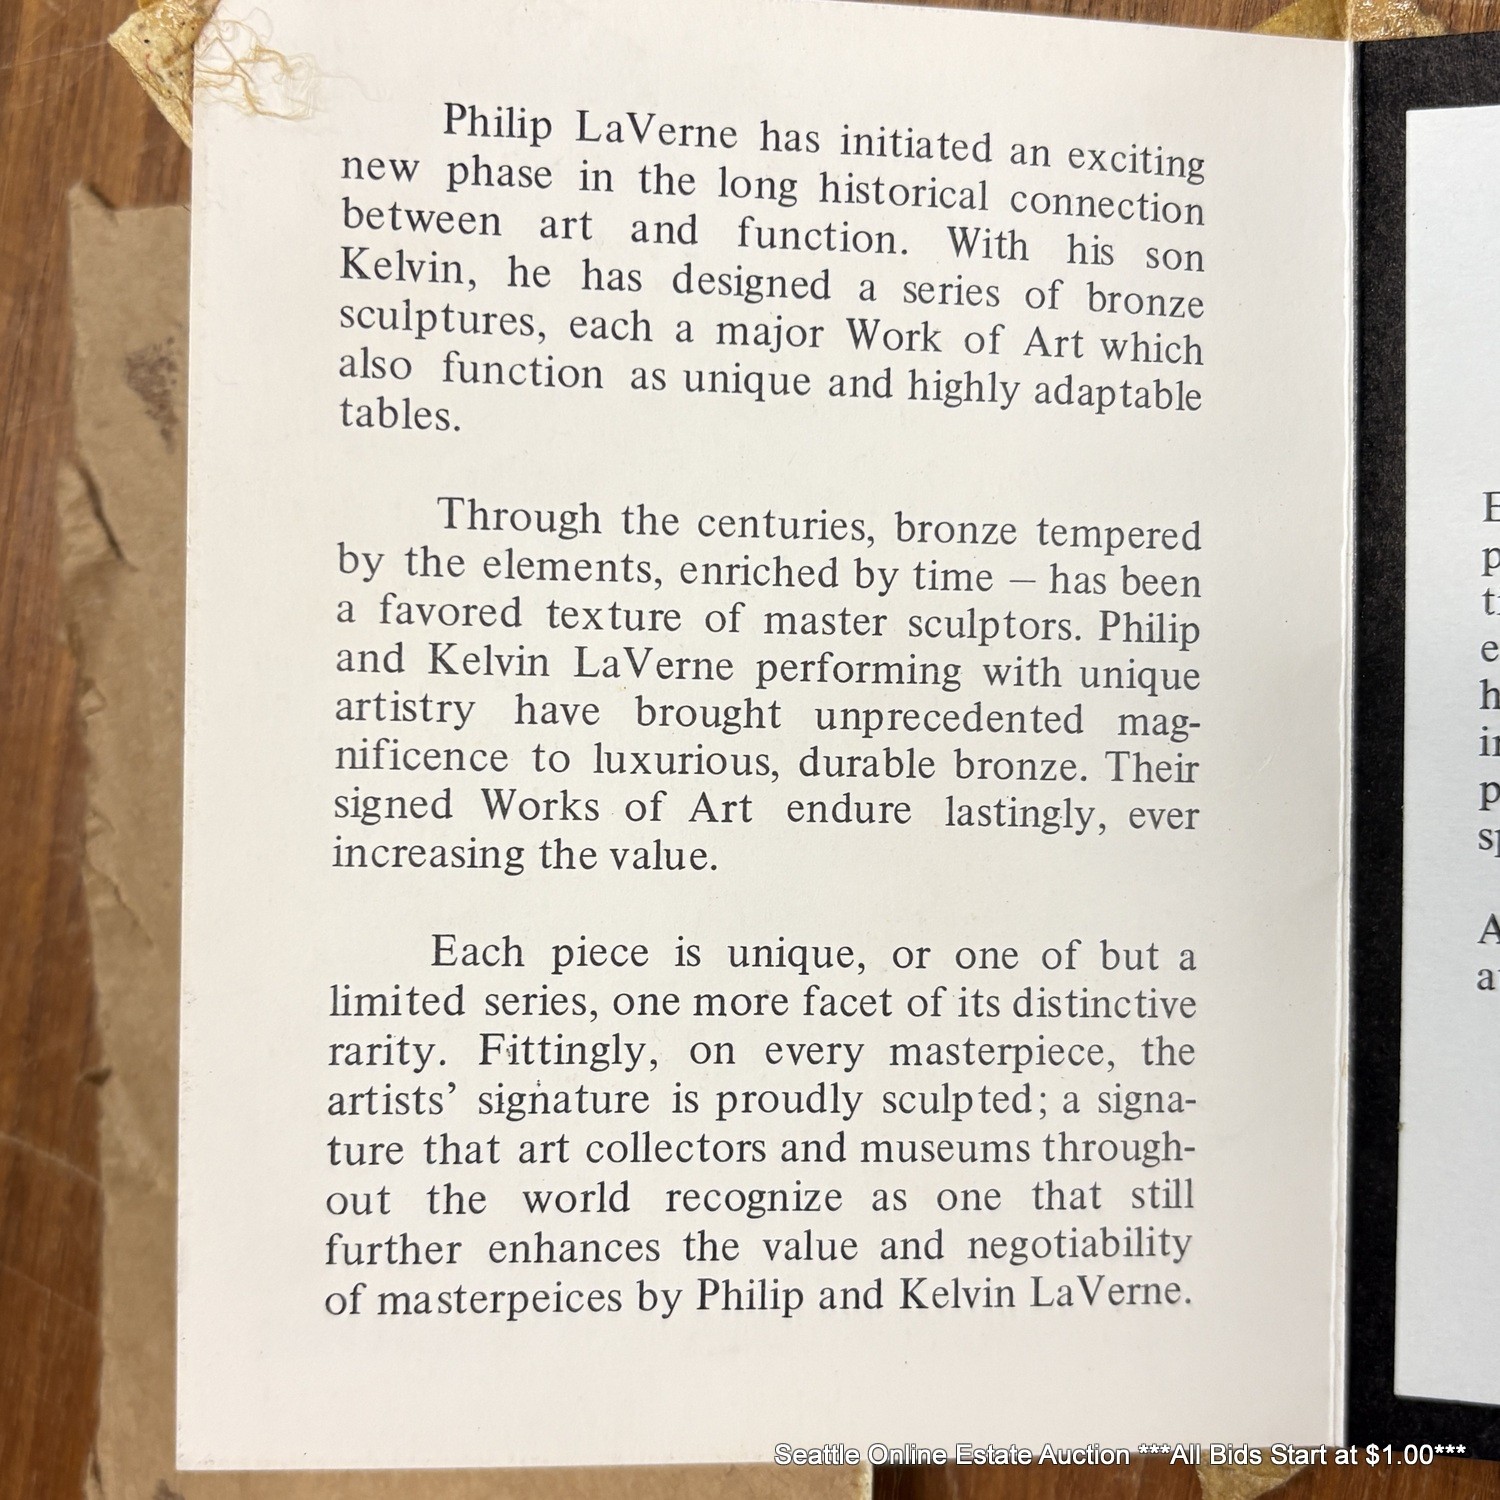 Philip LaVerne has initiated an exciting
new phase in the long historical connection
between art and function. With his son
Kelvin, he has designed a series of bronze
sculptures, each a major Work of Art which
also function as unique and highly adaptable
tables.
Through the centuries, bronze tempered
by the elements, enriched by time — has been
a favored texture of master sculptors. Philip
and Kelvin LaVerne performing with unique
artistry have brought unprecedented mag-
nificence to luxurious, durable bronze. Their
signed Works of Art endure lastingly, ever
increasing the value.
Each piece is unique, or one of but a
limited series, one more facet of its distinctive
rarity. Fittingly, on every masterpiece, the
artists’ signature is proudly sculpted; a signa-
ture that art collectors and museums through-
out the world recognize as one that still
further enhances the value and negotiability
of masterpeices by Philip and Kelvin LaVerne.
Seattle Online Estate Auction ***All Bids Start at $1.00***